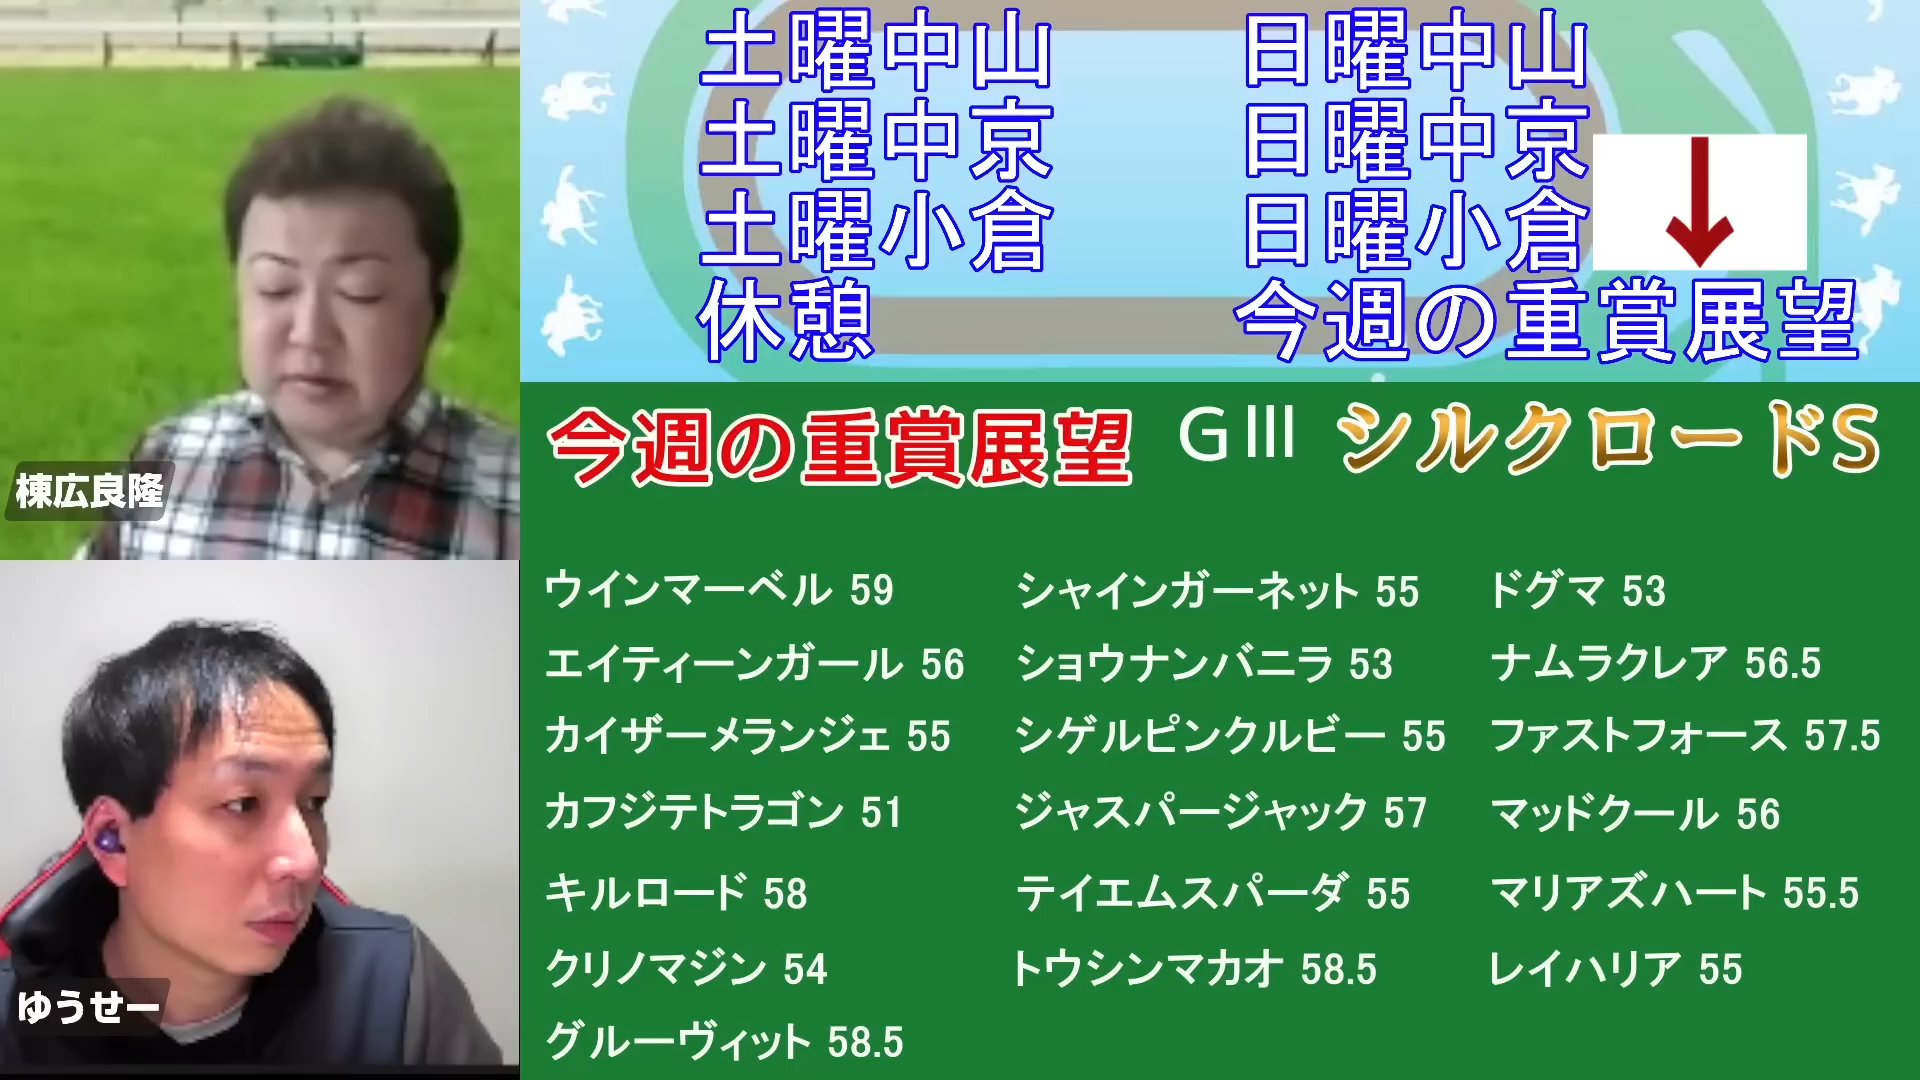 土曜中山
土曜中京
土曜小倉
休憩
日曜中山
日曜中京
日曜小倉
今週の重賞展望
棟広良隆
ゆうせー
今週の重賞展望 GIII シルクロードS
ウインマーベル 59
エイティーンガール 56
カイザーメランジェ 55
カフジテトラゴン 51
キルロード 58
クリノマジン 54
グルーヴィット 58.5
シャインガーネット 55
ショウナンバニラ 53
シゲルピンクルビー 55
ジャスパージャック 57
テイエムスパーダ 55
トウシンマカオ 58.5
ドグマ 53
ナムラクレア 56.5
ファストフォース 57.5
マッドクール 56
マリアズハート 55.5
レイハリア 55